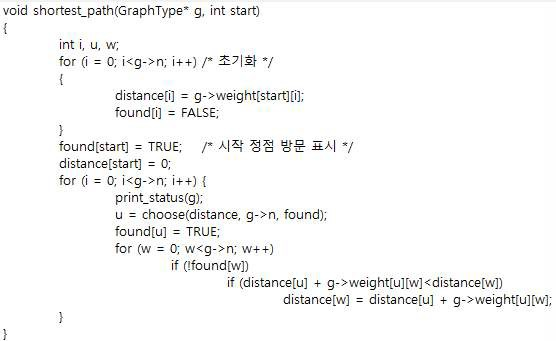 void shortest_path(GraphType* g, int start)
{
int i, u, w;
for (i = 0; i<g->n; i++) /* 초기화 */
{
distance[i] = g->weight[start][i];
found[i] = FALSE;
}
found[start] = TRUE; /* 시작 정점 방문 표시 */
distance[start] = 0;
for (i = 0; i<g->n; i++) {
print_status(g);
u = choose(distance, g->n, found);
found[u] = TRUE;
for (w = 0; w<g->n; w++)
if (!found[w])
if (distance[u] + g->weight[u][w]<distance[w])
distance[w] = distance[u] + g->weight[u][w];
}
}